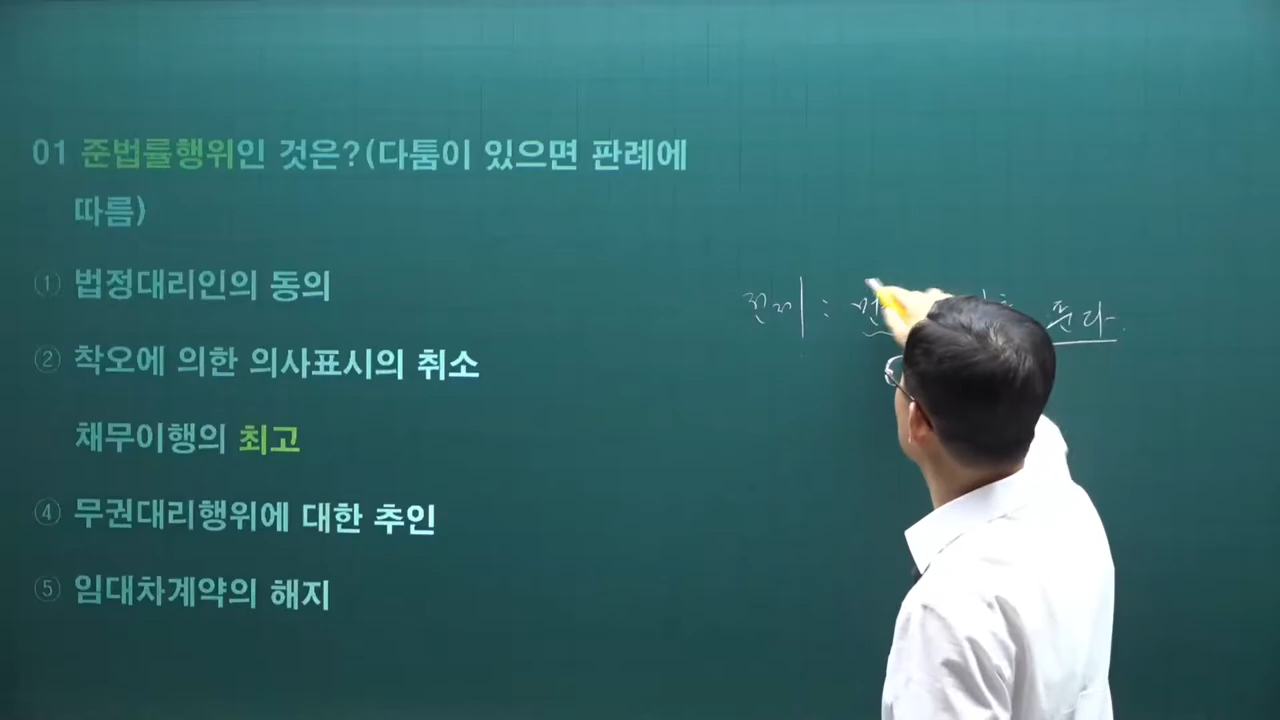 01 준법률행위인 것은?(다툼이 있으면 판례에
따름)
① 법정대리인의 동의
② 착오에 의한 의사표시의 취소
채무이행의 최고
④ 무권대리행위에 대한 추인
⑤ 임대차계약의 해지
전제 : 푼다.